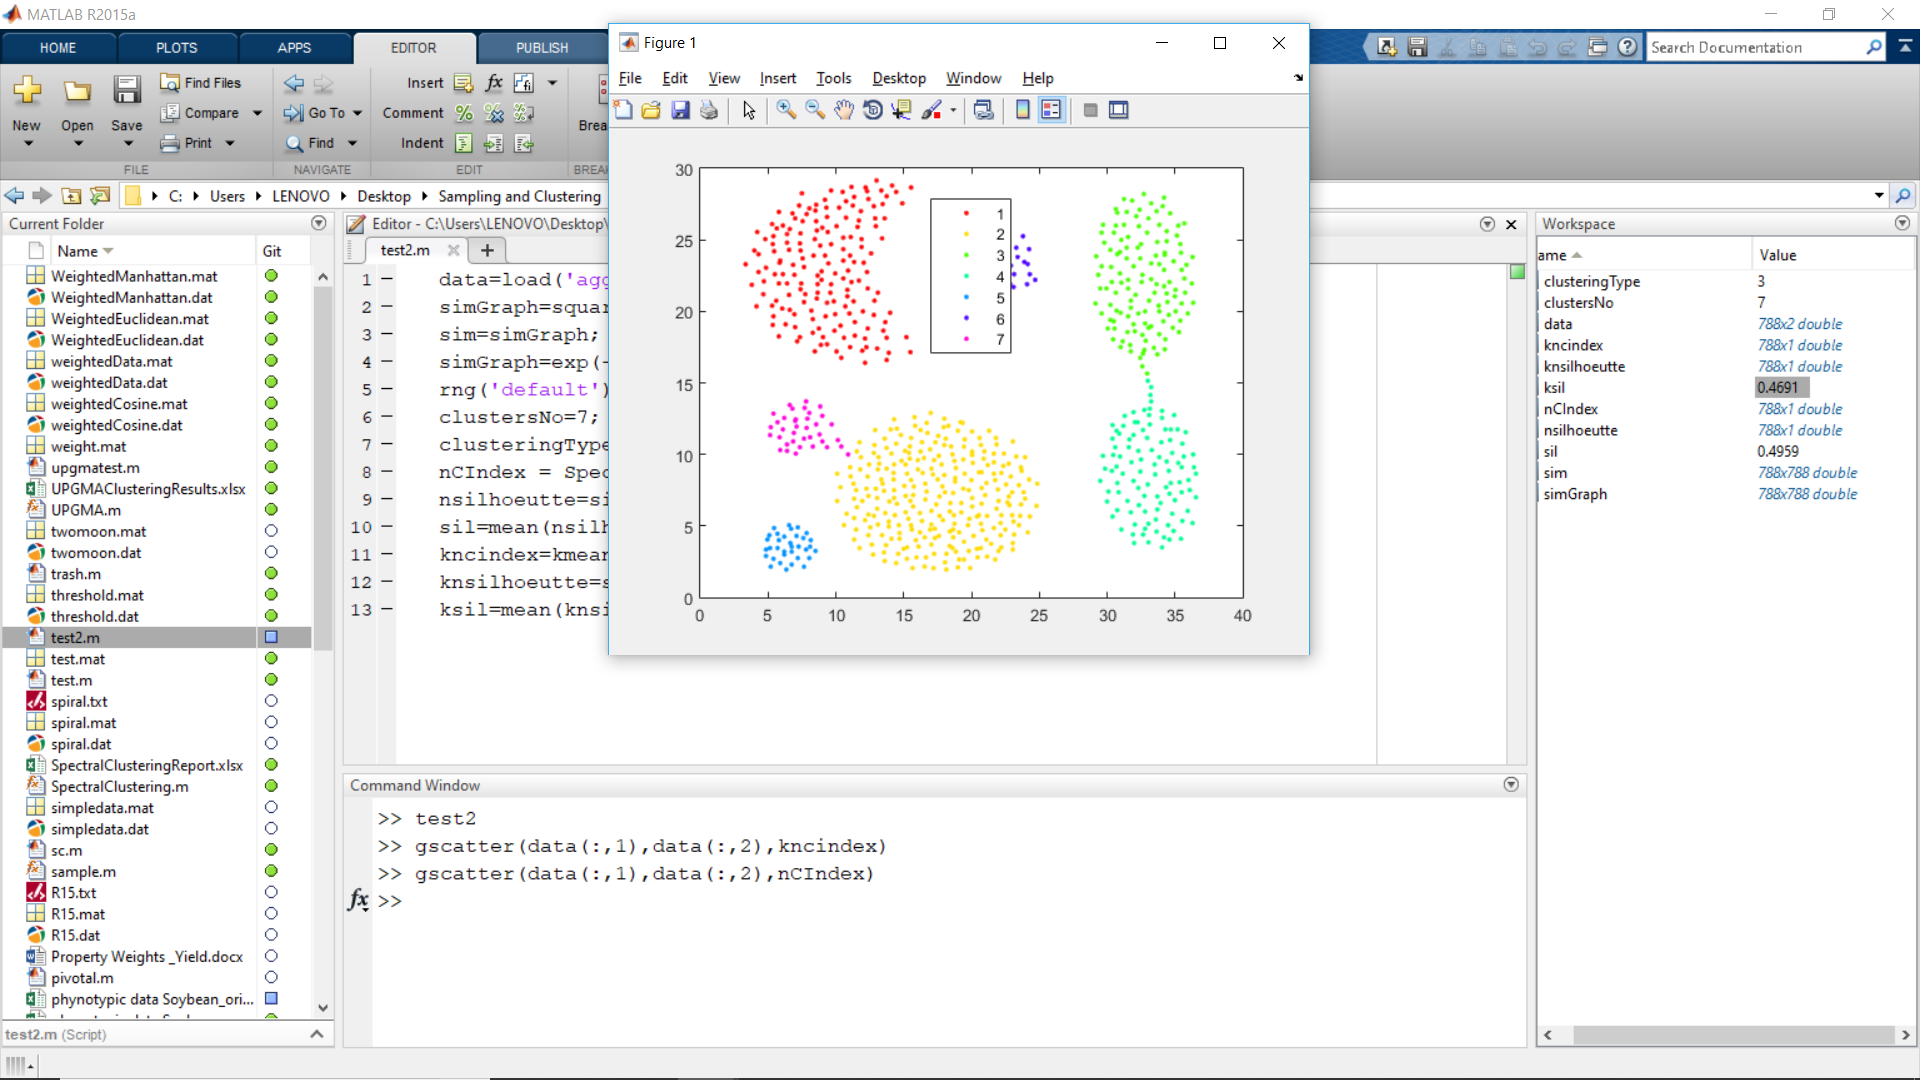 MATLAB R2015a
HOME PLOTS APPS EDITOR PUBLISH
Search Documentation
New Open Save
Find Files
Compare
Print
Go To
Find
Insert
Comment
Indent
Brea
FILE NAVIGATE EDIT BREA
C: Users LENOVO Desktop Sampling and Clustering
Current Folder
Name Git
WeightedManhattan.mat
WeightedManhattan.dat
WeightedEuclidean.mat
WeightedEuclidean.dat
weightedData.mat
weightedData.dat
weightedCosine.mat
weightedCosine.dat
weight.mat
upgmatest.m
UPGMAClusteringResults.xlsx
UPGMA.m
twomoon.mat
twomoon.dat
trash.m
threshold.mat
threshold.dat
test2.m
test.mat
test.m
spiral.txt
spiral.mat
spiral.dat
SpectralClusteringReport.xlsx
SpectralClustering.m
simpledata.mat
simpledata.dat
sc.m
sample.m
R15.txt
R15.mat
R15.dat
Property Weights _Yield.docx
pivotal.m
phynotypic data Soybean_ori...
test2.m (Script)
Editor - C:\Users\LENOVO\Desktop\
test2.m
1 data=load('agg
2 simGraph=squar
3 sim=simGraph;
4 simGraph=exp(-
5 rng('default')
6 clustersNo=7;
7 clusteringType
8 nCIndex = Spec
9 nsilhoeutte=si
10 sil=mean(nsilh
11 kncindex=kmean
12 knsilhoeutte=s
13 ksil=mean(knsi
Figure 1
File Edit View Insert Tools Desktop Window Help
30
25
20
15
10
5
0
0 5 10 15 20 25 30 35 40
1
2
3
4
5
6
7
Command Window
>> test2
>> gscatter(data(:,1),data(:,2),kncindex)
>> gscatter(data(:,1),data(:,2),nCIndex)
fx >>
Workspace
ame Value
clusteringType 3
clustersNo 7
data 788x2 double
kncindex 788x1 double
knsilhoeutte 788x1 double
ksil 0.4691
nCIndex 788x1 double
nsilhoeutte 788x1 double
sil 0.4959
sim 788x788 double
simGraph 788x788 double